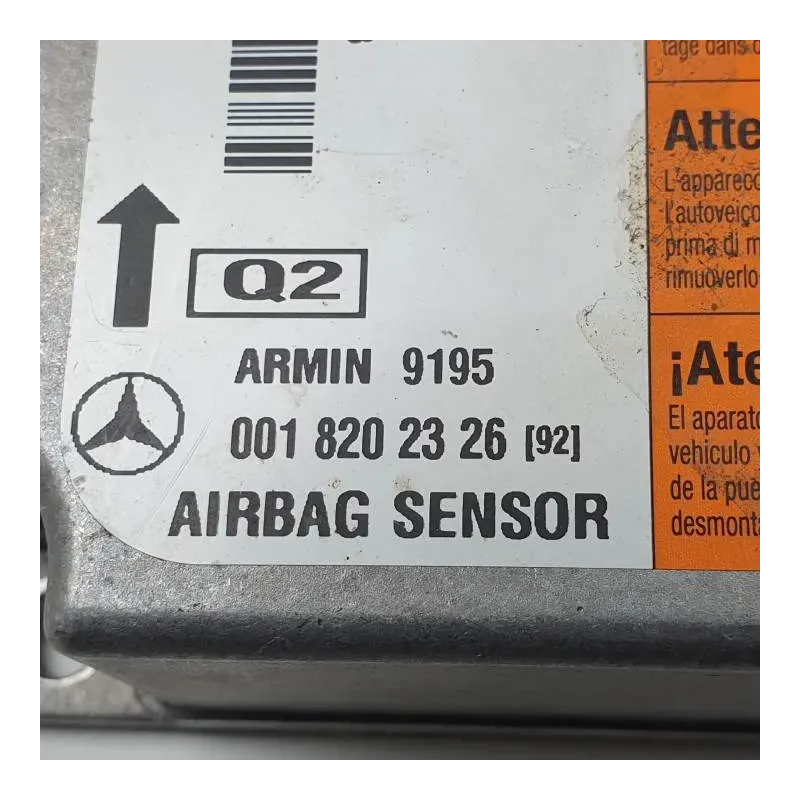 tage dans
Q2
ARMIN 9195
001 820 23 26 [92]
AIRBAG SENSOR
Atte
L'apparecc
l'autoveico
prima di m
rimuoverlo
¡Ate
El aparato
vehiculo v
de la pue
desmonta